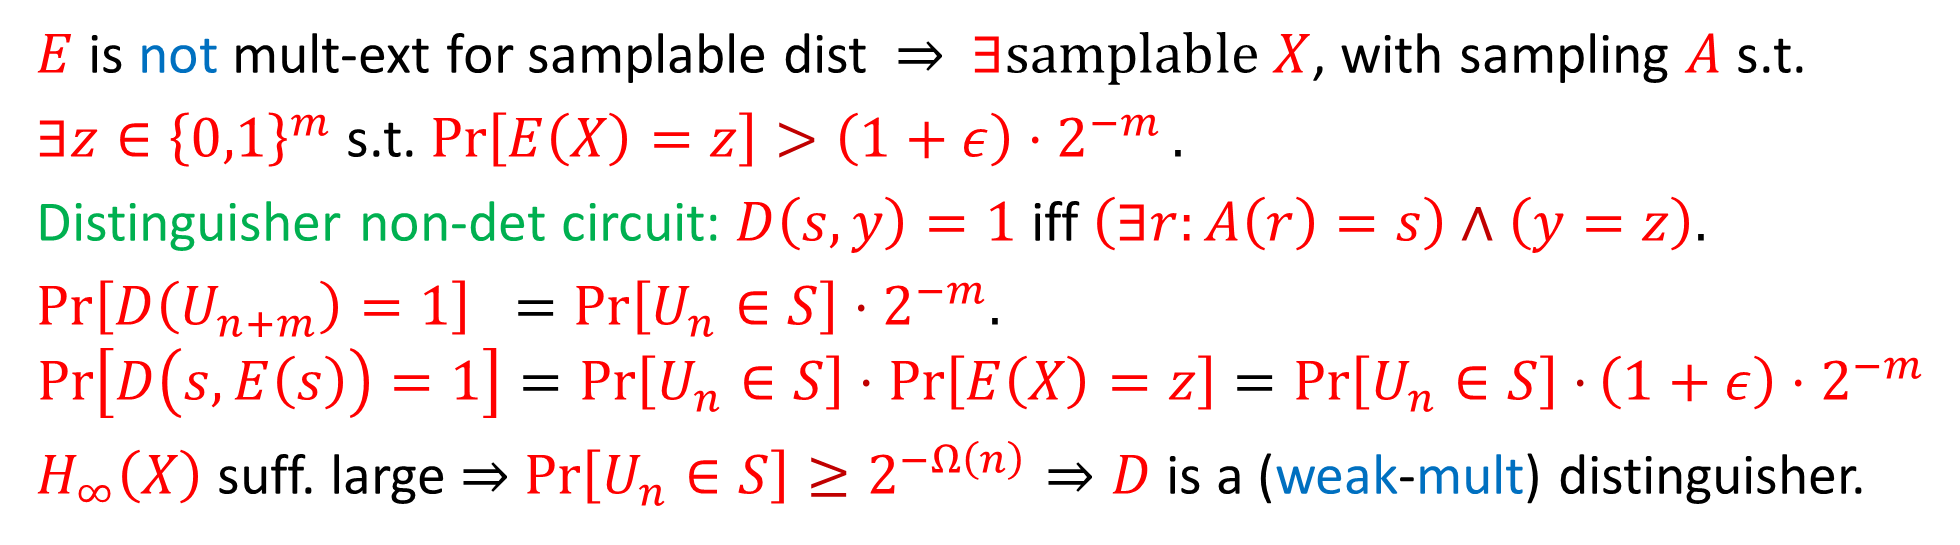 E is not mult-ext for samplable dist ⇒ ∃samplable X, with sampling A s.t.
∃z ∈ {0,1}^m s.t. Pr[E(X) = z] > (1 + ϵ) · 2^{−m}.
Distinguisher non-det circuit: D(s, y) = 1 iff (∃r: A(r) = s) ∧ (y = z).
Pr[D(U_{n+m}) = 1] = Pr[U_n ∈ S] · 2^{−m}.
Pr[D(s, E(s)) = 1] = Pr[U_n ∈ S] · Pr[E(X) = z] = Pr[U_n ∈ S] · (1 + ϵ) · 2^{−m}
H_∞(X) suff. large ⇒ Pr[U_n ∈ S] ≥ 2^{−Ω(n)} ⇒ D is a (weak-mult) distinguisher.